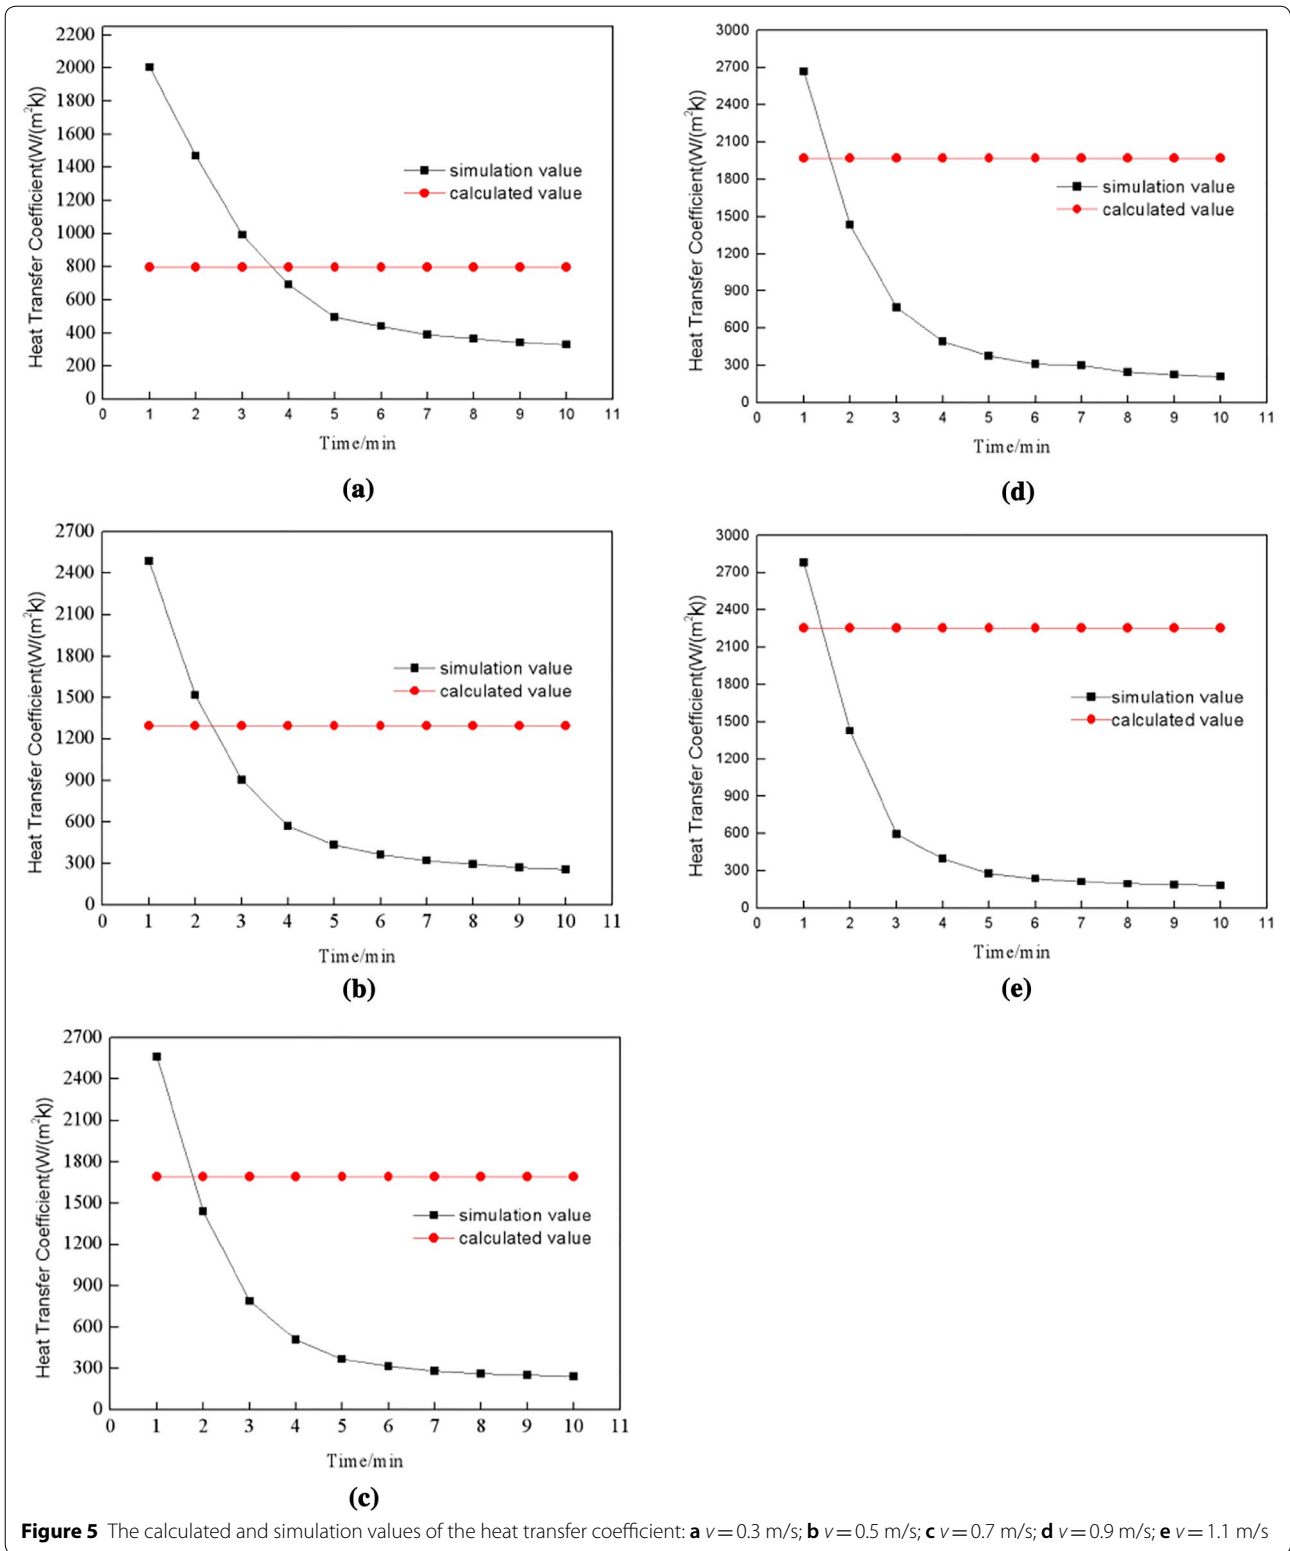 2200
2000
1800
1600
1400
1200
1000
800
600
400
200
0
Heat Transfer Coefficient(W/(m²k))
simulation value
calculated value
0 1 2 3 4 5 6 7 8 9 10 11
Time/min
(a)
3000
2700
2400
2100
1800
1500
1200
900
600
300
0
Heat Transfer Coefficient(W/(m²k))
simulation value
calculated value
0 1 2 3 4 5 6 7 8 9 10 11
Time/min
(d)
2700
2400
2100
1800
1500
1200
900
600
300
0
Heat Transfer Coefficient(W/(m²k))
simulation value
calculated value
0 1 2 3 4 5 6 7 8 9 10 11
Time/min
(b)
3000
2700
2400
2100
1800
1500
1200
900
600
300
0
Heat Transfer Coefficient(W/(m²k))
simulation value
calculated value
0 1 2 3 4 5 6 7 8 9 10 11
Time/min
(e)
2700
2400
2100
1800
1500
1200
900
600
300
0
Heat Transfer Coefficient(W/(m²k))
simulation value
calculated value
0 1 2 3 4 5 6 7 8 9 10 11
Time/min
(c)
Figure 5 The calculated and simulation values of the heat transfer coefficient: a v = 0.3 m/s; b v = 0.5 m/s; c v = 0.7 m/s; d v = 0.9 m/s; e v = 1.1 m/s